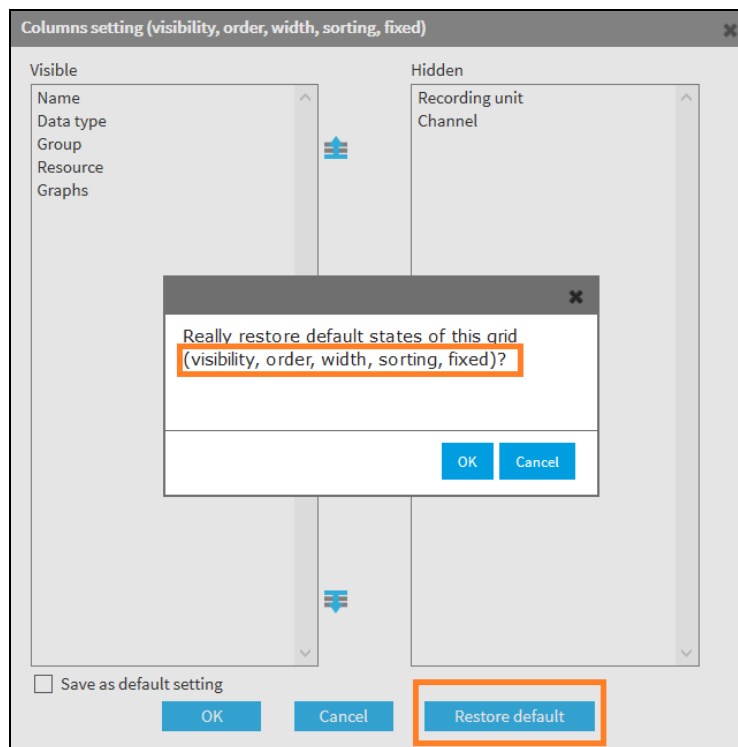 Columns setting (visibility, order, width, sorting, fixed)
Visible
Hidden
Name
Data type
Group
Resource
Graphs
Recording unit
Channel
Really restore default states of this grid
(visibility, order, width, sorting, fixed)?
OK
Cancel
Save as default setting
OK
Cancel
Restore default